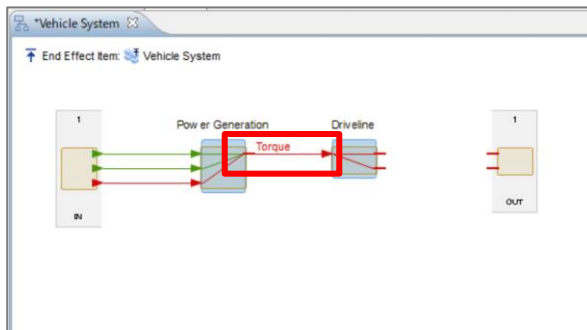 *Vehicle System
End Effect Item: Vehicle System
1
Power Generation
Driveline
1
Torque
IN
OUT